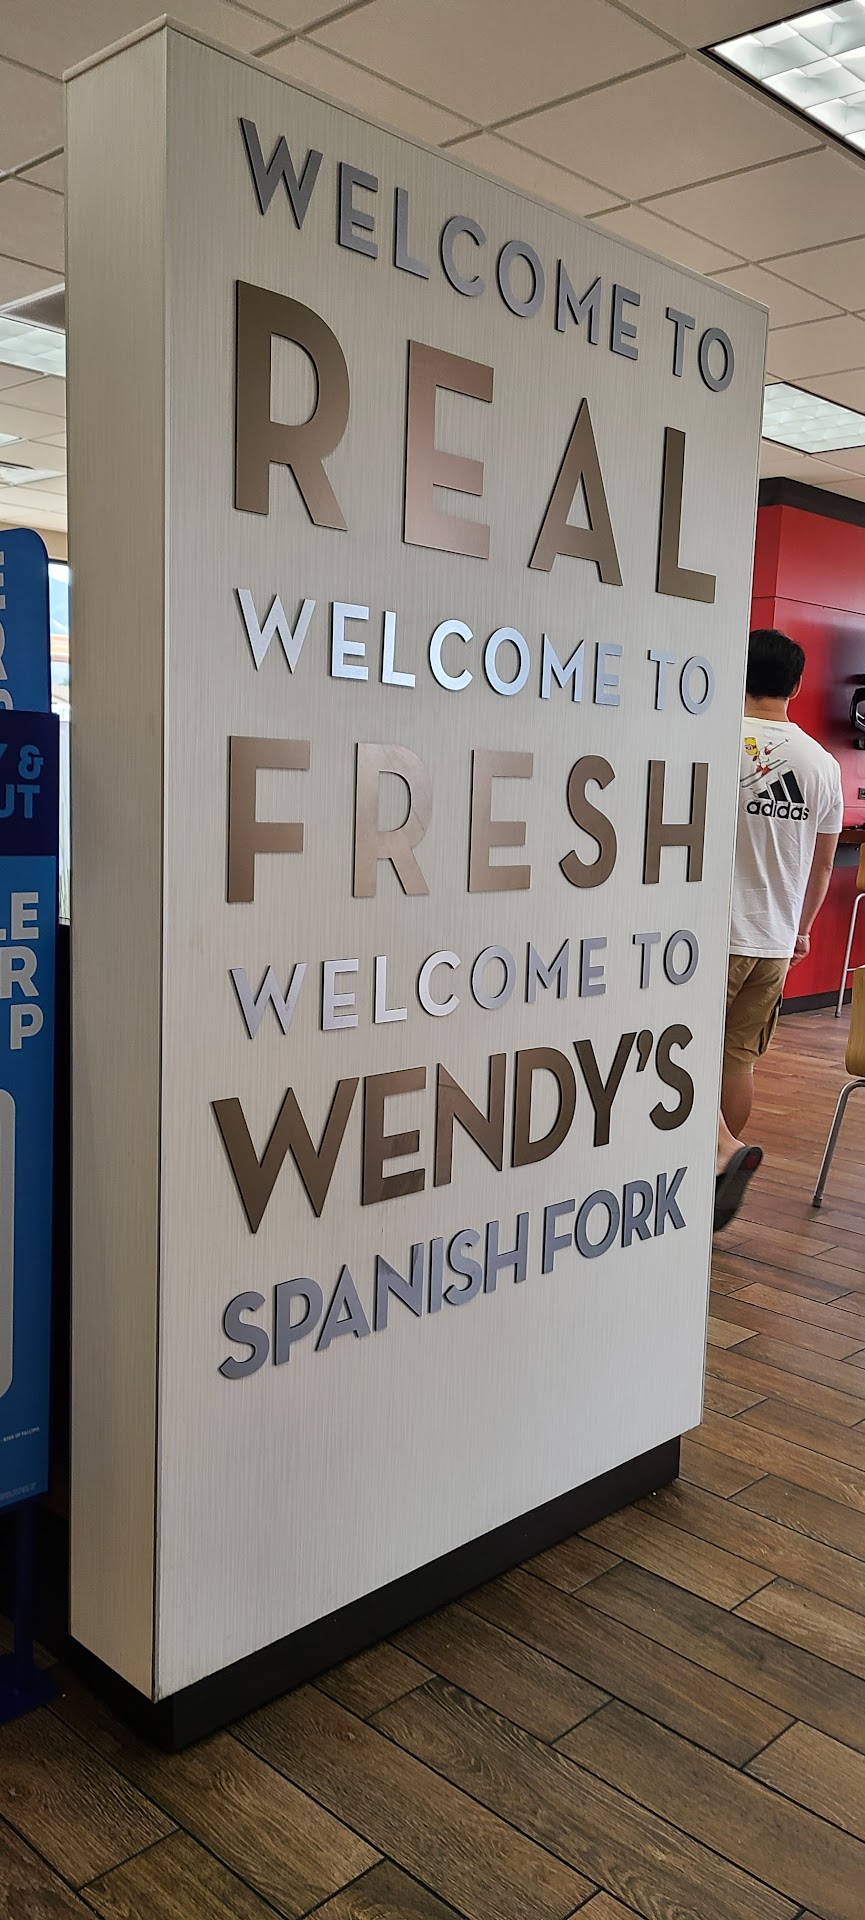 WELCOME TO
REAL
WELCOME TO
FRESH
WELCOME TO
WENDY'S
SPANISH FORK
adidas